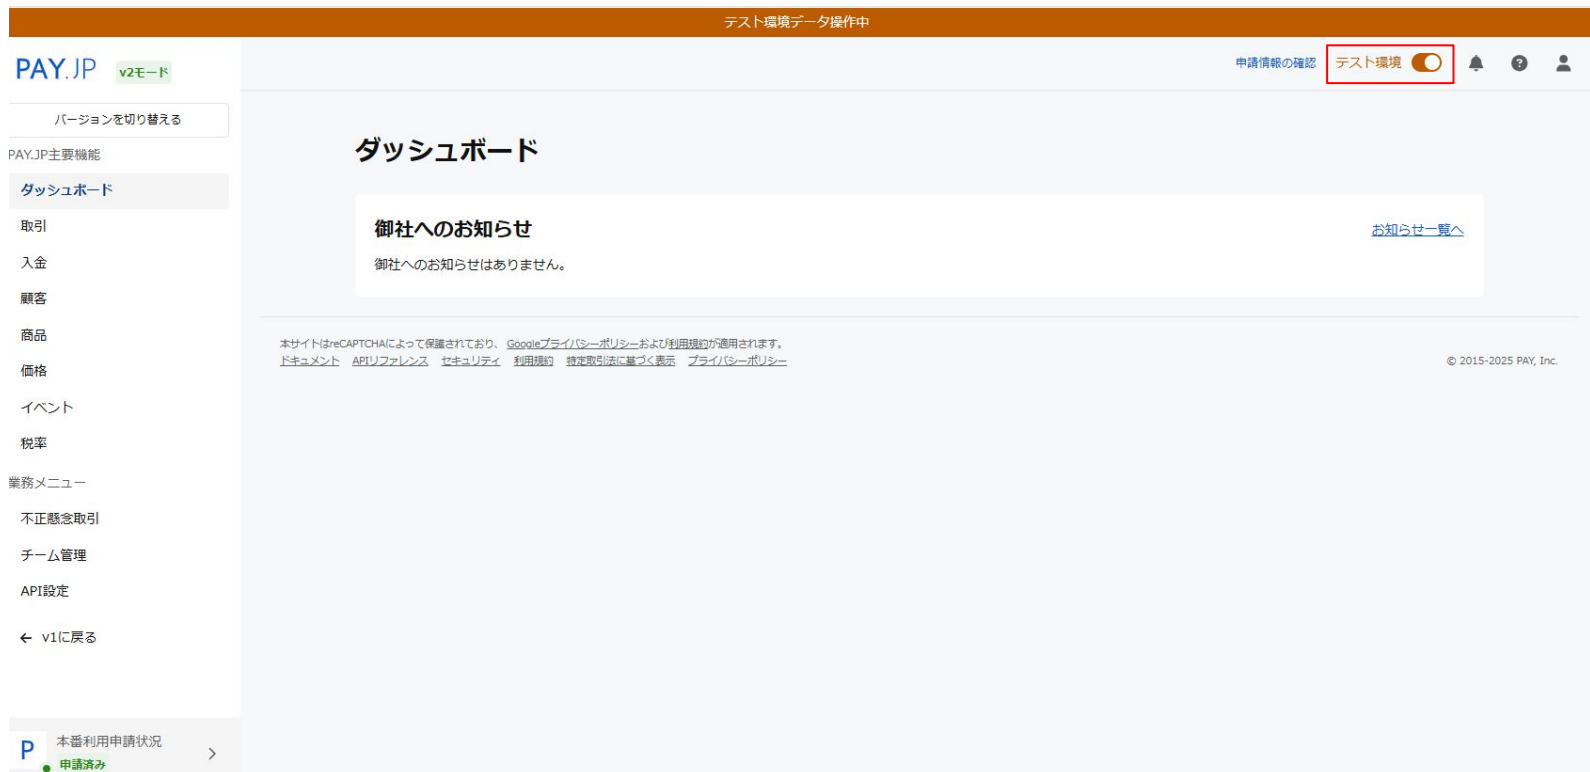 テスト環境データ操作中
PAY.JP v2モード
申請情報の確認 テスト環境
バージョンを切り替える
PAY.JP主要機能
ダッシュボード
取引
入金
顧客
商品
価格
イベント
税率
業務メニュー
不正懸念取引
チーム管理
API設定
← v1に戻る
P 本番利用申請状況
申請済み
ダッシュボード
御社へのお知らせ お知らせ一覧へ
御社へのお知らせはありません。
本サイトはreCAPTCHAによって保護されており、 Googleプライバシーポリシーおよび利用規約が適用されます。
ドキュメント APIリファレンス セキュリティ 利用規約 特定取引法に基づく表示 プライバシーポリシー
© 2015-2025 PAY, Inc.